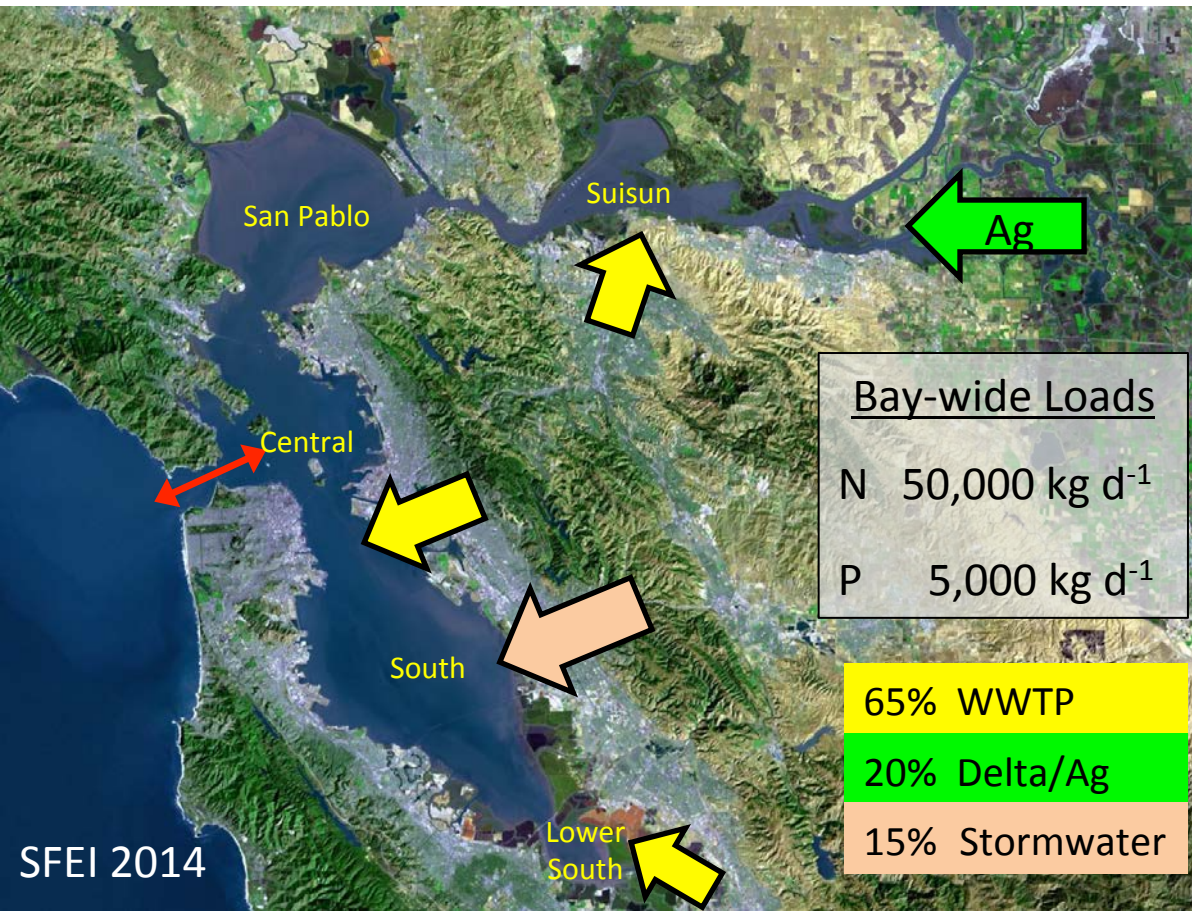 San Pablo
Suisun
Ag
Central
Bay-wide Loads
N 50,000 kg d⁻¹
P 5,000 kg d⁻¹
South
65% WWTP
20% Delta/Ag
15% Stormwater
Lower
South
SFEI 2014